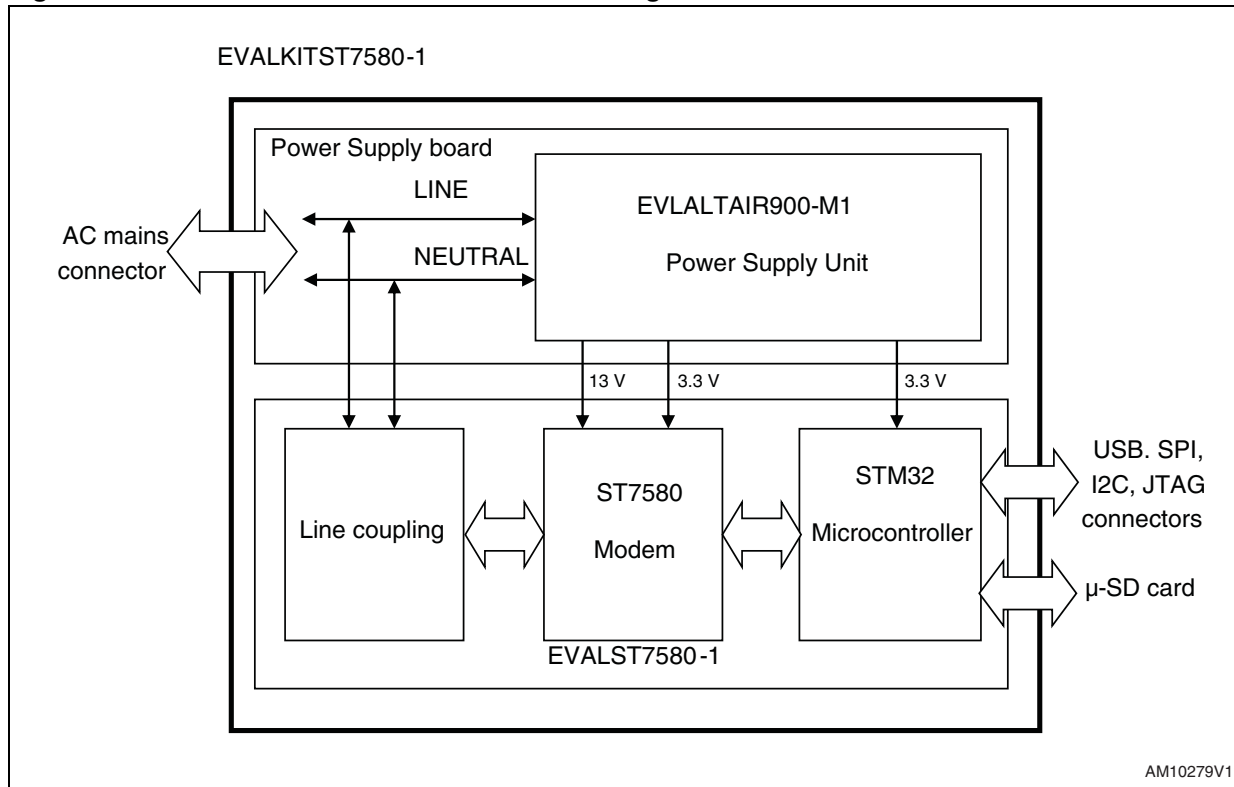 EVALKITST7580-1
Power Supply board
LINE
NEUTRAL
EVLALTAIR900-M1
Power Supply Unit
AC mains
connector
13 V
3.3 V
3.3 V
Line coupling
ST7580
Modem
STM32
Microcontroller
USB. SPI,
I2C, JTAG
connectors
µ-SD card
EVALST7580-1
AM10279V1